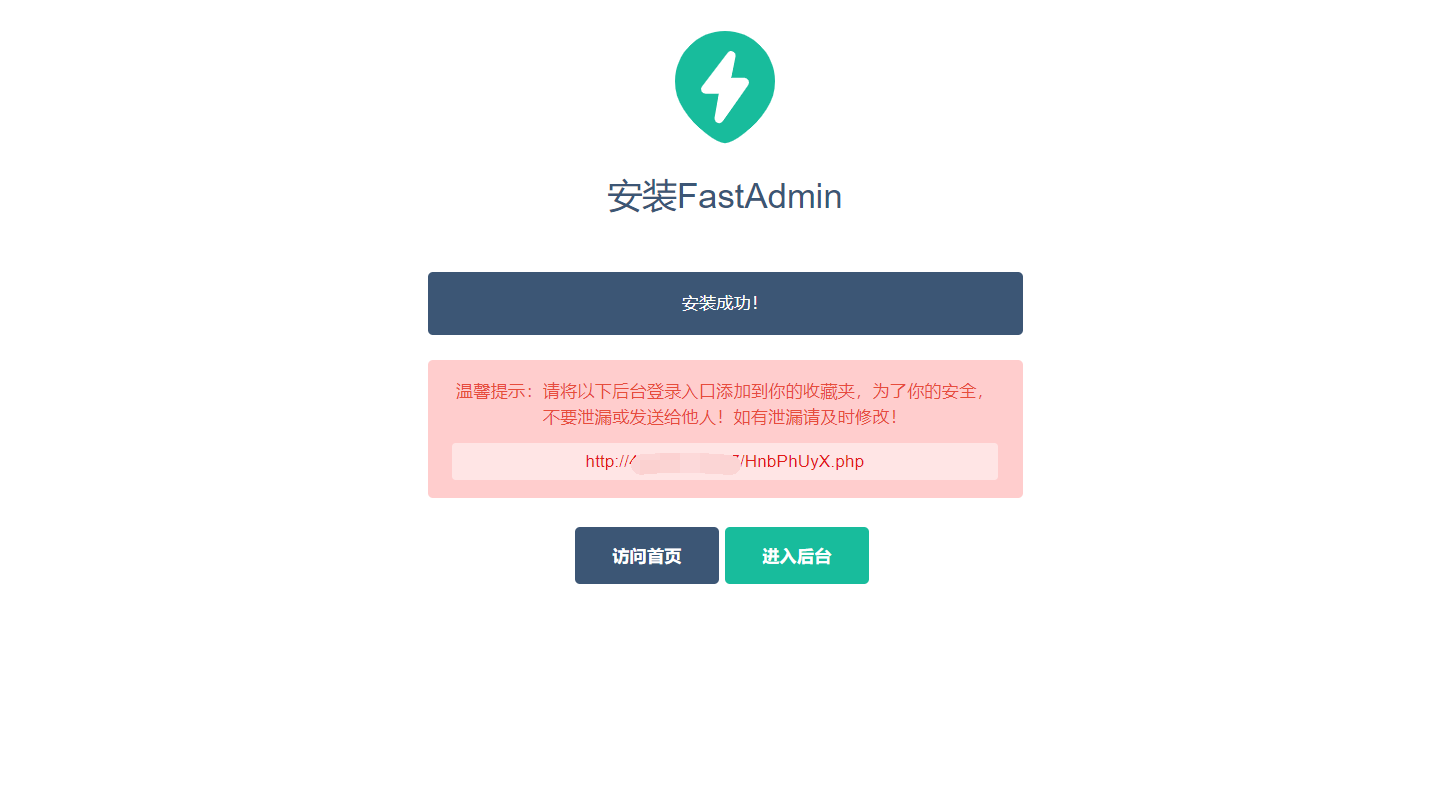 安装FastAdmin
安装成功！
温馨提示：请将以下后台登录入口添加到你的收藏夹，为了你的安全，
不要泄漏或发送给他人！如有泄漏请及时修改！
http:// /HnbPhUyX.php
访问首页
进入后台